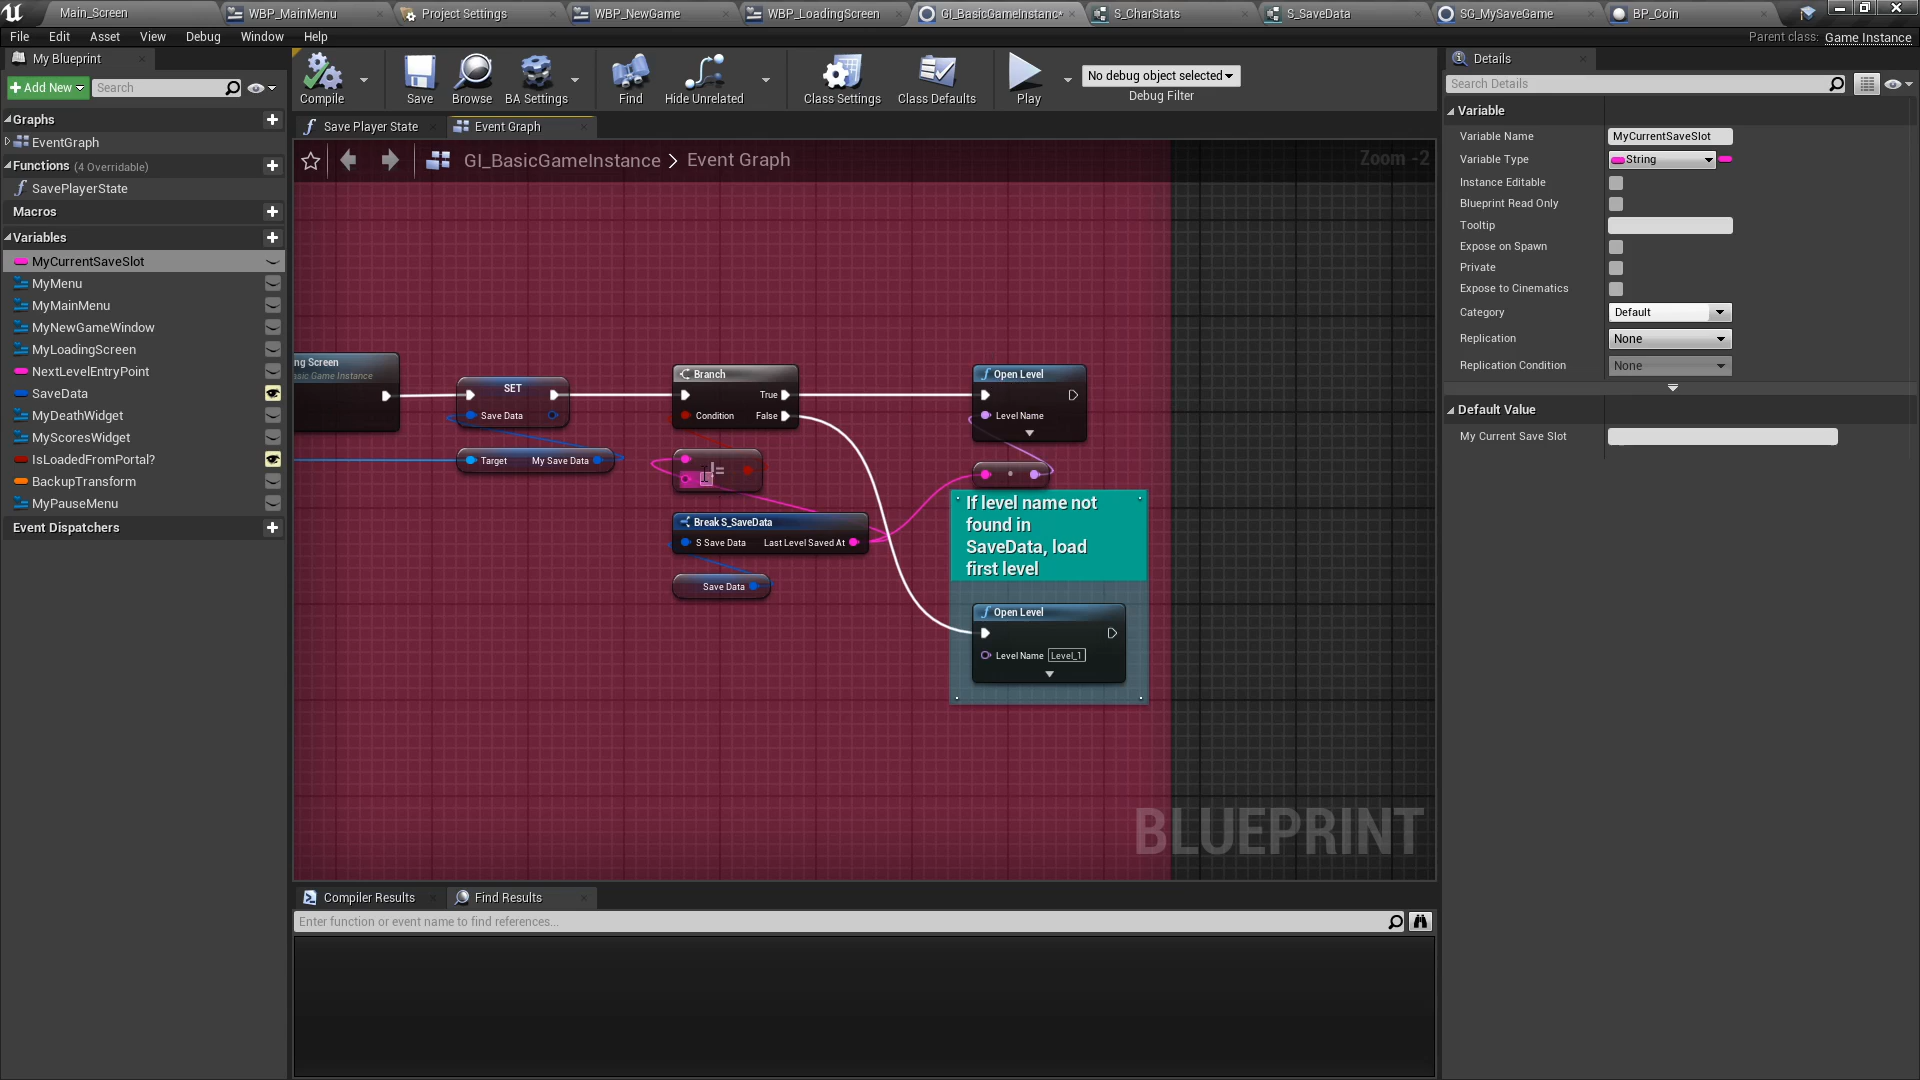 Main_Screen
WBP_MainMenu
Project Settings
WBP_NewGame
WBP_LoadingScreen
GI_BasicGameInstanc*
S_CharStats
S_SaveData
SG_MySaveGame
BP_Coin
File Edit Asset View Debug Window Help
Parent class: Game Instance
My Blueprint
Add New
Search
Graphs
EventGraph
Functions (4 Overridable)
SavePlayerState
Macros
Variables
MyCurrentSaveSlot
MyMenu
MyMainMenu
MyNewGameWindow
MyLoadingScreen
NextLevelEntryPoint
SaveData
MyDeathWidget
MyScoresWidget
IsLoadedFromPortal?
BackupTransform
MyPauseMenu
Event Dispatchers
Compile
Save
Browse
BA Settings
Find
Hide Unrelated
Class Settings
Class Defaults
Play
No debug object selected
Debug Filter
Save Player State
Event Graph
GI_BasicGameInstance > Event Graph
Zoom -2
ng Screen
asic Game Instance
SET
Save Data
Target My Save Data
Branch
True
Condition False
!=
Break S_SaveData
S Save Data Last Level Saved At
Save Data
Open Level
Level Name
If level name not
found in
SaveData, load
first level
Open Level
Level Name Level_1
BLUEPRINT
Compiler Results
Find Results
Enter function or event name to find references...
Details
Search Details
Variable
Variable Name MyCurrentSaveSlot
Variable Type String
Instance Editable
Blueprint Read Only
Tooltip
Expose on Spawn
Private
Expose to Cinematics
Category Default
Replication None
Replication Condition None
Default Value
My Current Save Slot